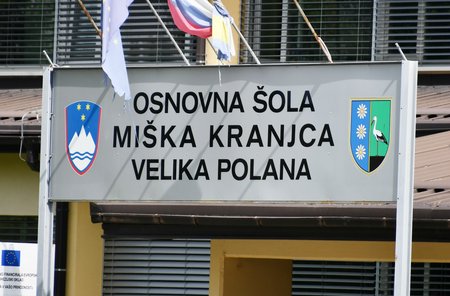 OSNOVNA ŠOLA
MIŠKA KRANJCA
VELIKA POLANA